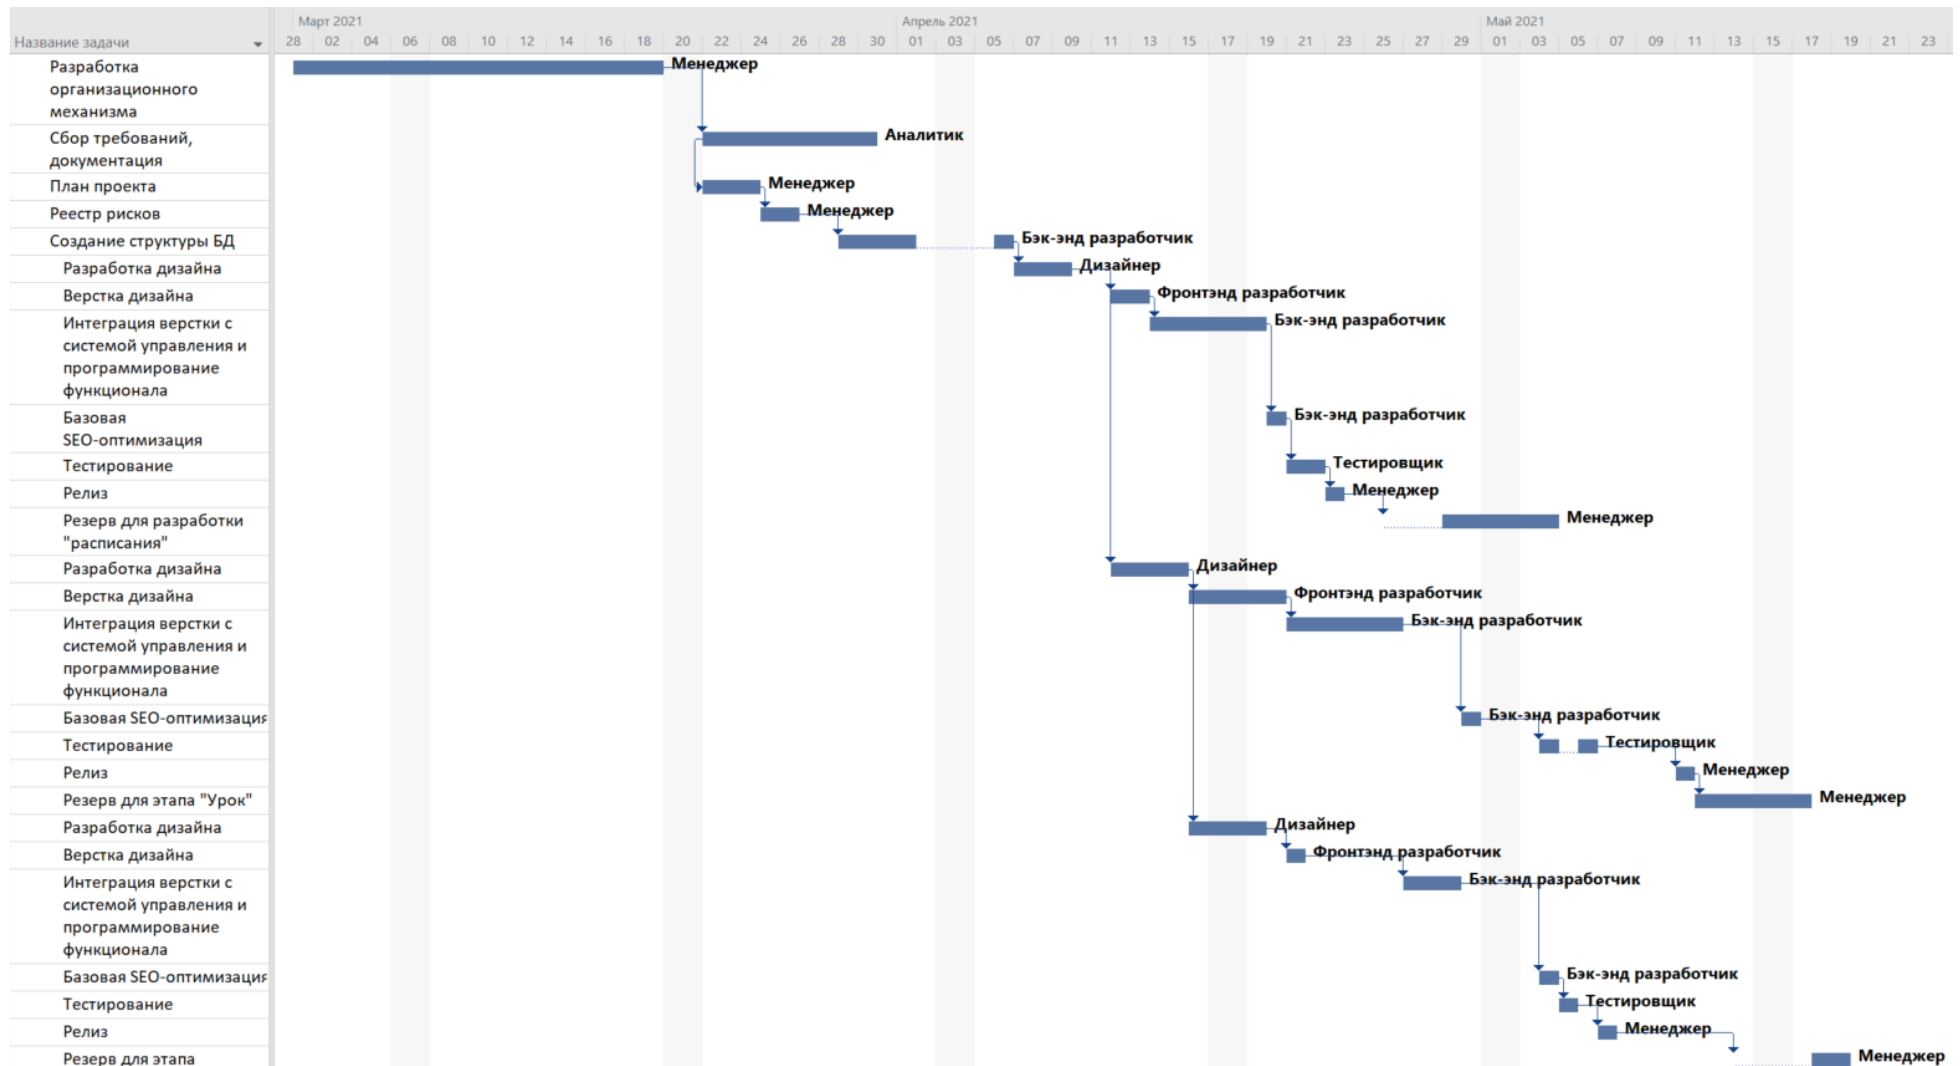 Март 2021 Апрель 2021 Май 2021
Название задачи 28 02 04 06 08 10 12 14 16 18 20 22 24 26 28 30 01 03 05 07 09 11 13 15 17 19 21 23 25 27 29 01 03 05 07 09 11 13 15 17 19 21 23
Разработка Менеджер
организационного
механизма
Сбор требований, Аналитик
документация
План проекта Менеджер
Реестр рисков Менеджер
Создание структуры БД Бэк-энд разработчик
Разработка дизайна Дизайнер
Верстка дизайна Фронтэнд разработчик
Интеграция верстки с Бэк-энд разработчик
системой управления и
программирование
функционала
Базовая Бэк-энд разработчик
SEO-оптимизация
Тестирование Тестировщик
Релиз Менеджер
Резерв для разработки Менеджер
"расписания"
Разработка дизайна Дизайнер
Верстка дизайна Фронтэнд разработчик
Интеграция верстки с Бэк-энд разработчик
системой управления и
программирование
функционала
Базовая SEO-оптимизация Бэк-энд разработчик
Тестирование Тестировщик
Релиз Менеджер
Резерв для этапа "Урок" Менеджер
Разработка дизайна Дизайнер
Верстка дизайна Фронтэнд разработчик
Интеграция верстки с Бэк-энд разработчик
системой управления и
программирование
функционала
Базовая SEO-оптимизация Бэк-энд разработчик
Тестирование Тестировщик
Релиз Менеджер
Резерв для этапа Менеджер